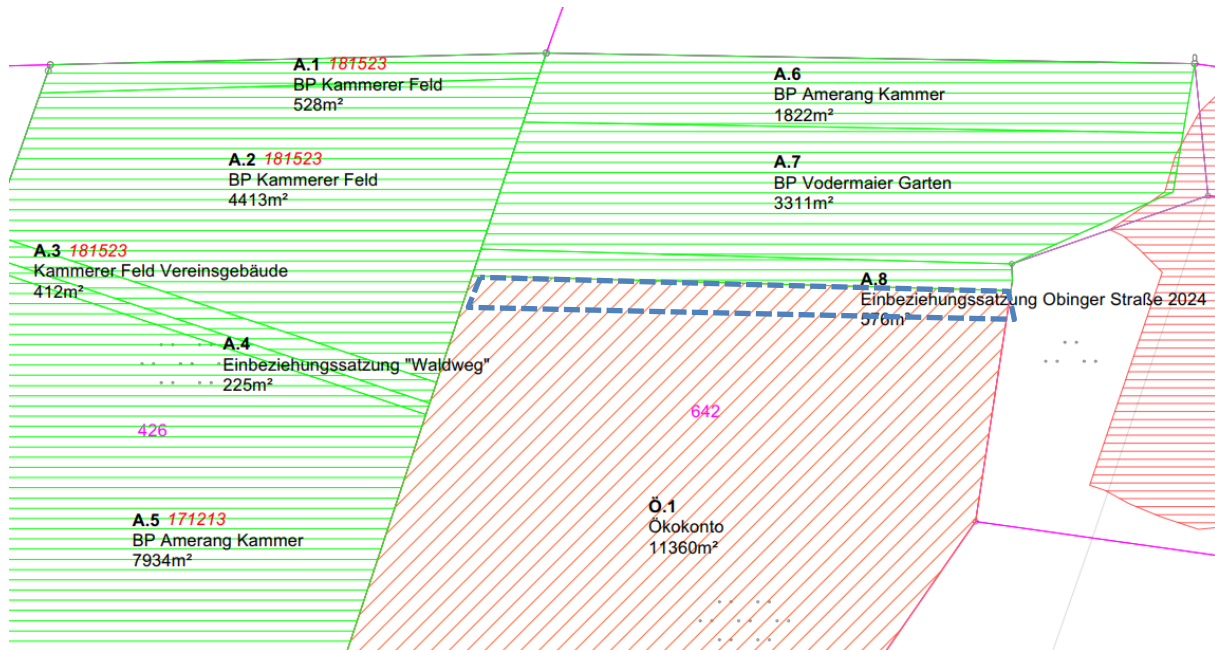 A.1 181523
BP Kammerer Feld
528m²
A.6
BP Amerang Kammer
1822m²
A.2 181523
BP Kammerer Feld
4413m²
A.7
BP Vodermaier Garten
3311m²
A.3 181523
Kammerer Feld Vereinsgebäude
412m²
A.8
Einbeziehungssatzung Obinger Straße 2024
576m²
A.4
Einbeziehungssatzung "Waldweg"
225m²
642
426
Ö.1
Ökokonto
11360m²
A.5 171213
BP Amerang Kammer
7934m²